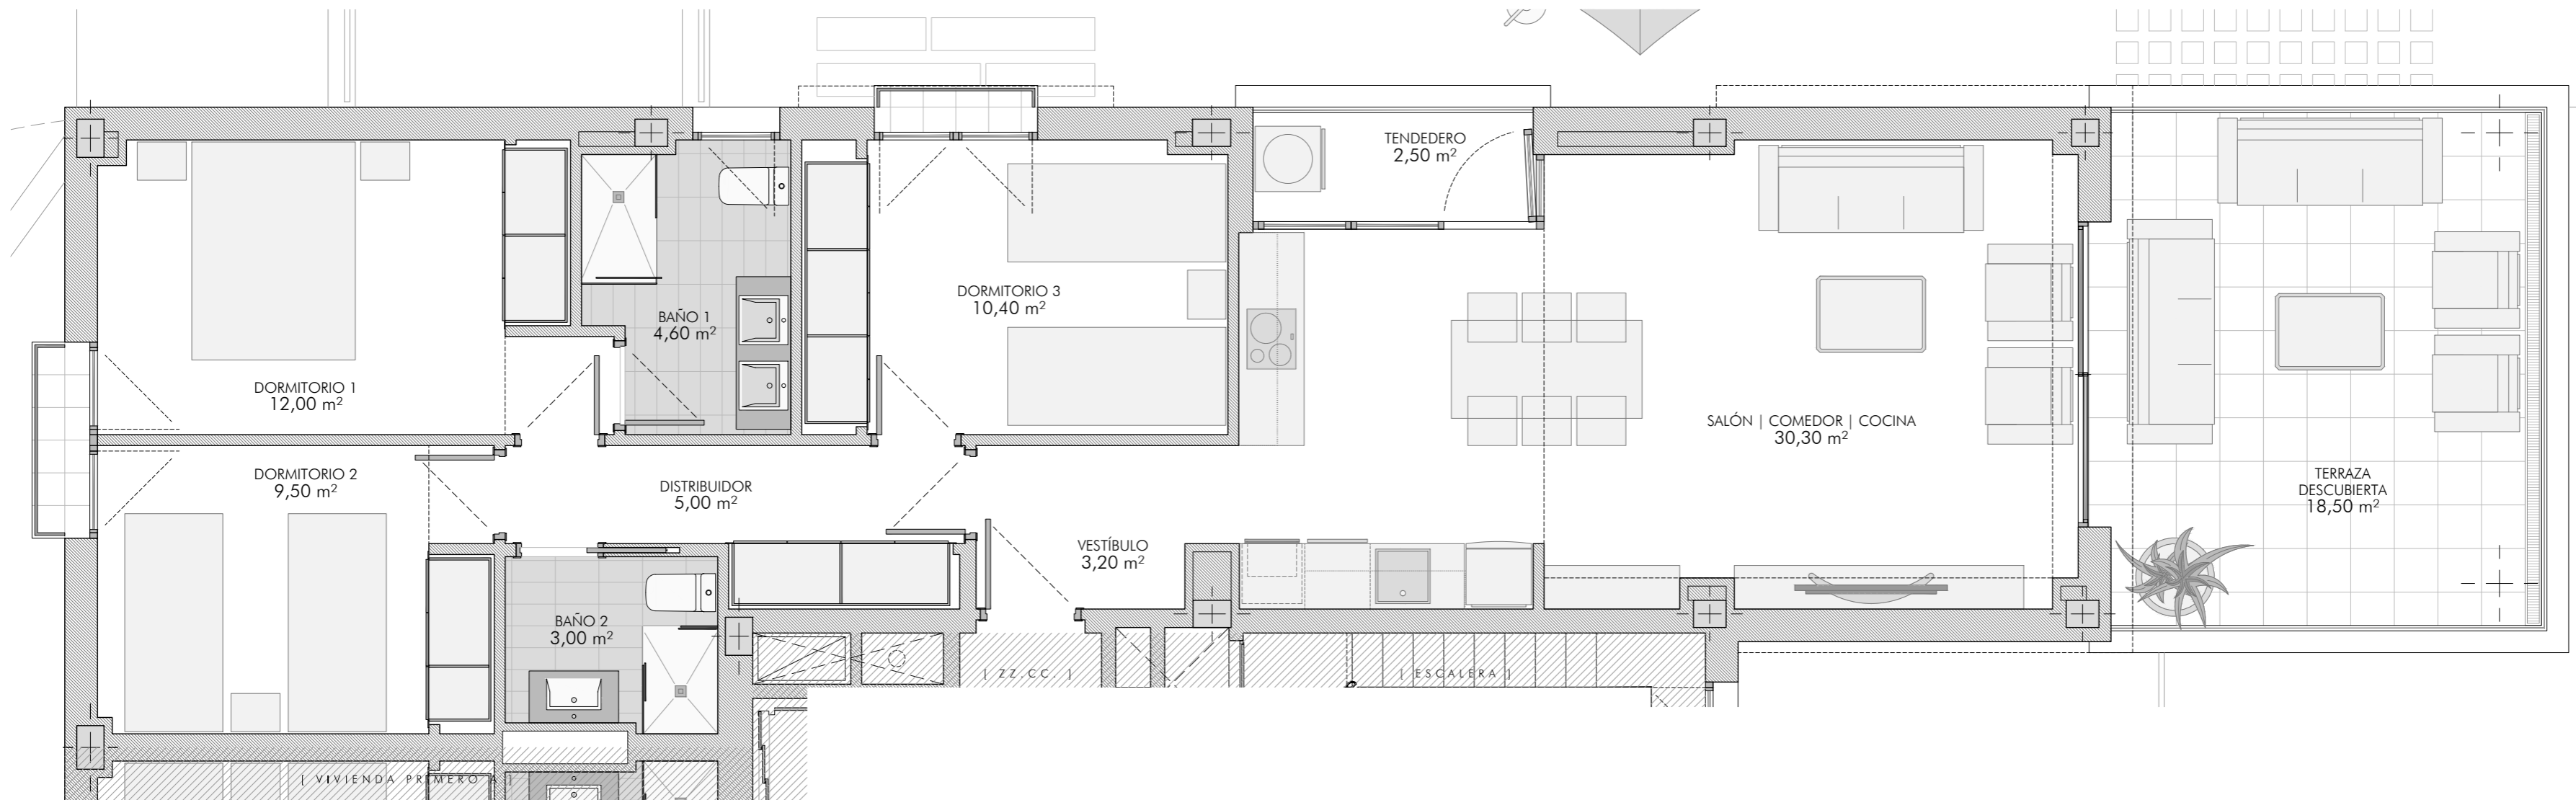 TENDEDERO
2,50 m²
DORMITORIO 3
10,40 m²
BAÑO 1
4,60 m²
DORMITORIO 1
12,00 m²
SALÓN | COMEDOR | COCINA
30,30 m²
DORMITORIO 2
9,50 m²
DISTRIBUIDOR
5,00 m²
TERRAZA
DESCUBIERTA
18,50 m²
VESTÍBULO
3,20 m²
BAÑO 2
3,00 m²
[ ZZ.CC. ]
[ ESCALERA ]
[ VIVIENDA PRIMERO A ]